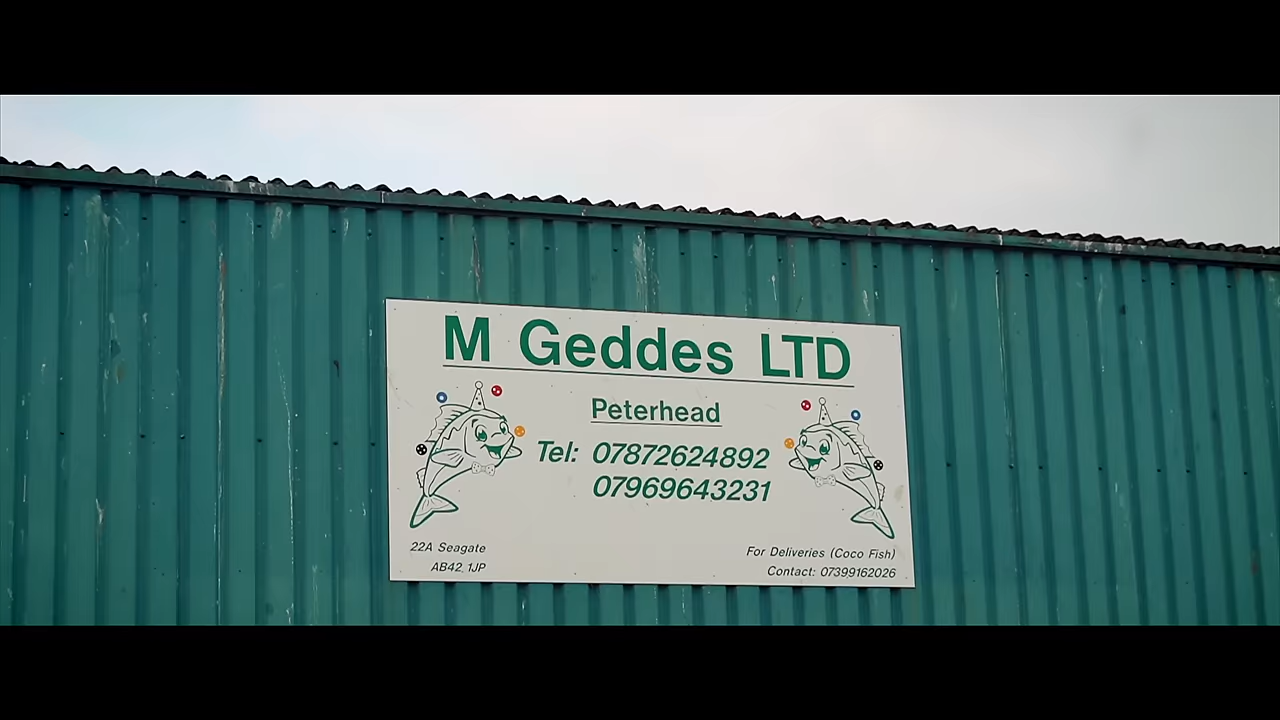 M Geddes LTD
Peterhead
Tel: 07872624892
07969643231
22A Seagate
AB42 1JP
For Deliveries (Coco Fish)
Contact: 07399162026